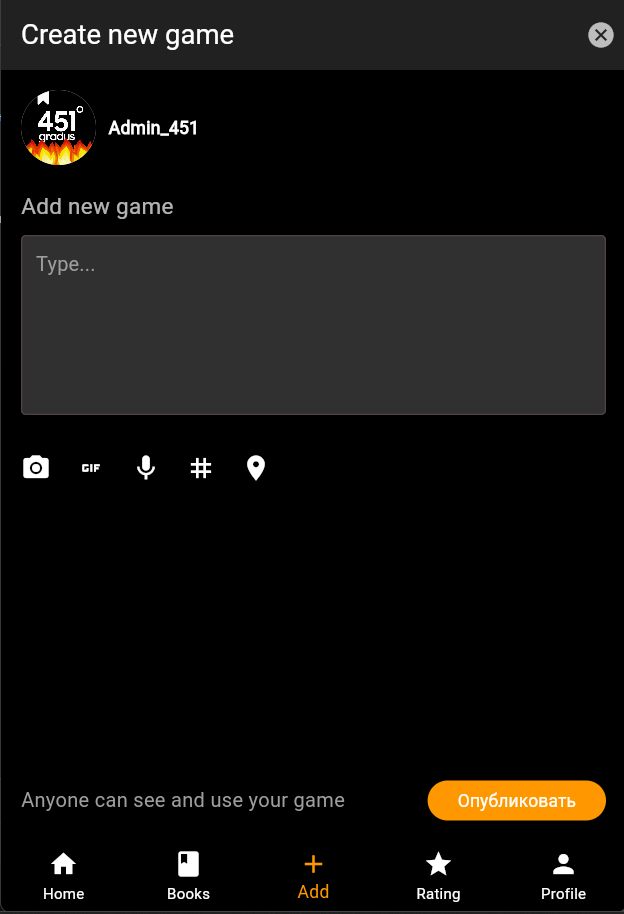 Create new game
451°
gradus
Admin_451
Add new game
Type...
GIF
Anyone can see and use your game
Опубликовать
Home
Books
Add
Rating
Profile